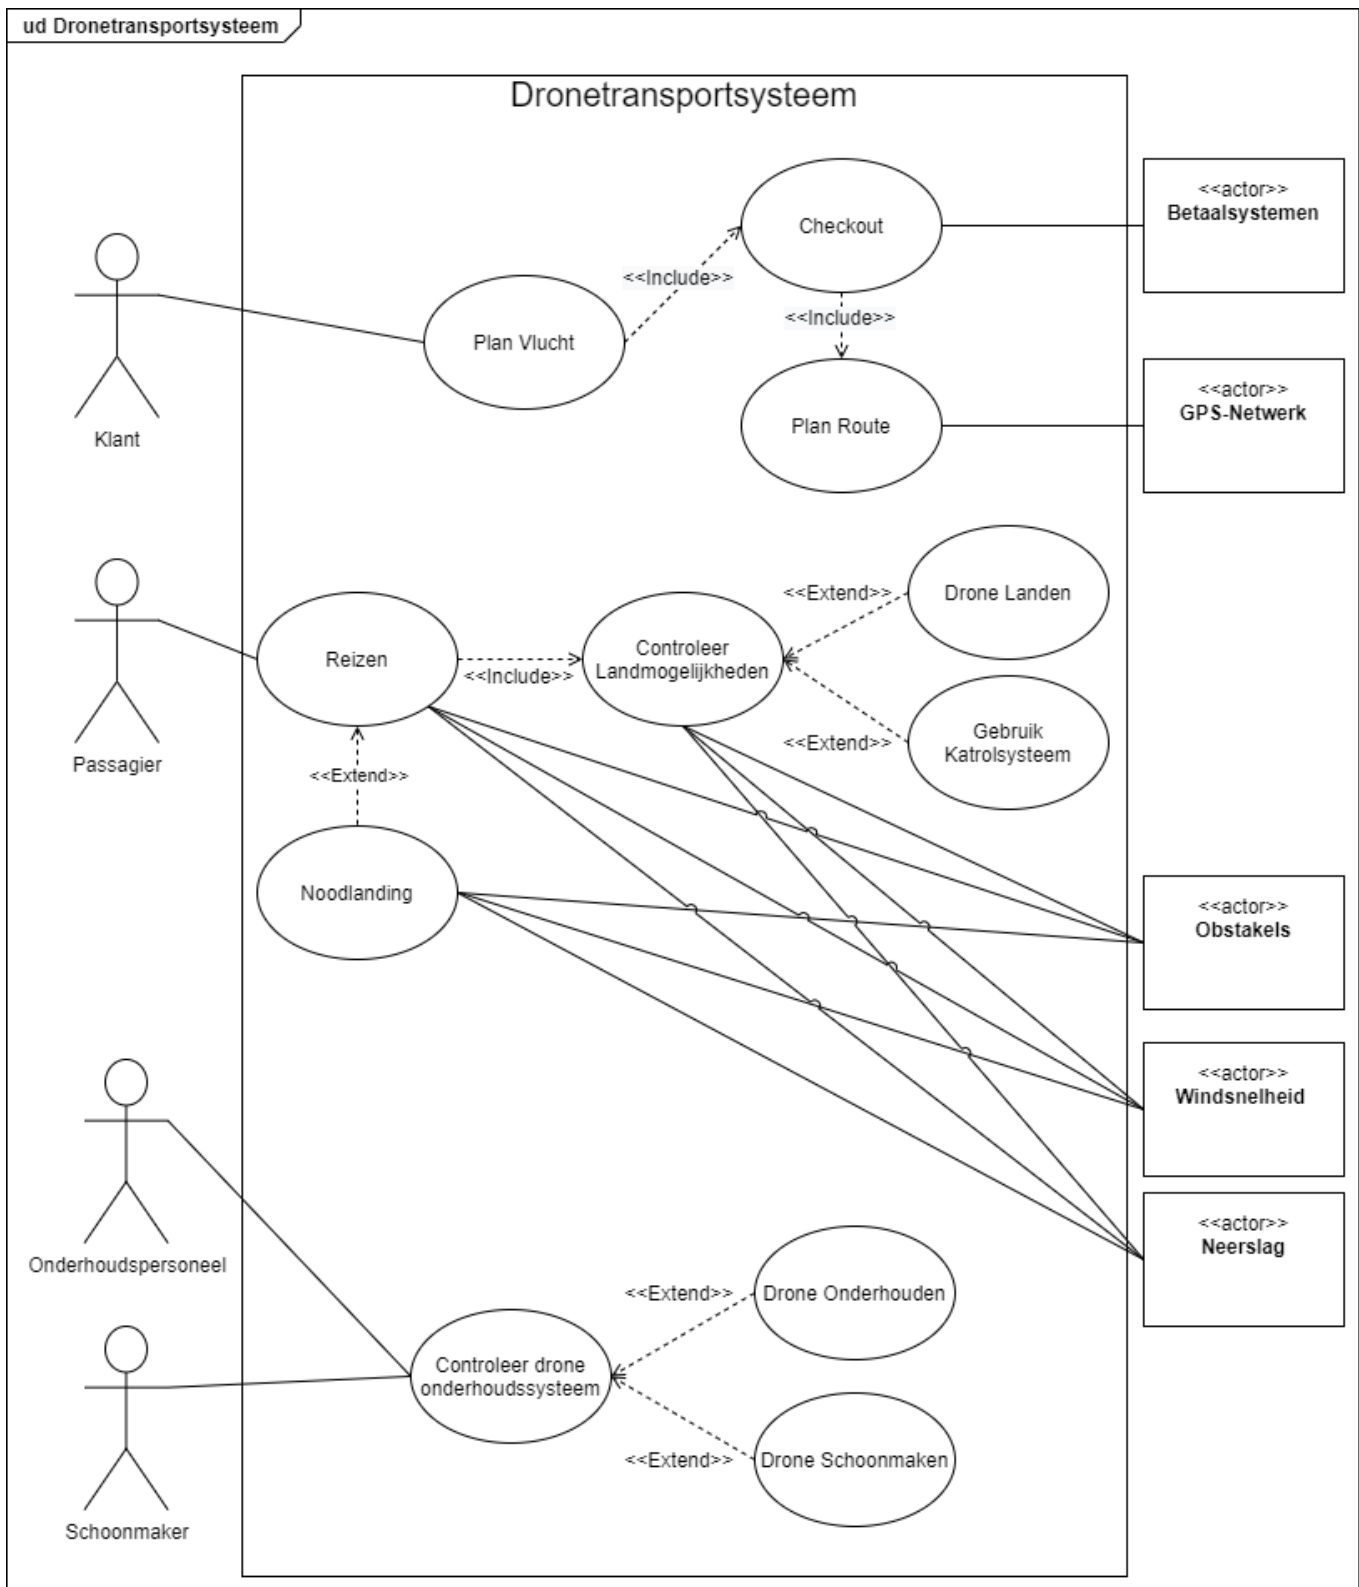 ud Dronetransportsysteem
Dronetransportsysteem
<<actor>>
Betaalsystemen
Checkout
<<Include>>
<<Include>>
Plan Vlucht
<<actor>>
GPS-Netwerk
Plan Route
Klant
<<Extend>>
Drone Landen
Reizen
<<Include>>
Controleer
Landmogelijkheden
<<Extend>>
Gebruik
Katrolsysteem
Passagier
<<Extend>>
Noodlanding
<<actor>>
Obstakels
<<actor>>
Windsnelheid
<<actor>>
Neerslag
Onderhoudspersoneel
<<Extend>>
Drone Onderhouden
Controleer drone
onderhoudssysteem
<<Extend>>
Drone Schoonmaken
Schoonmaker